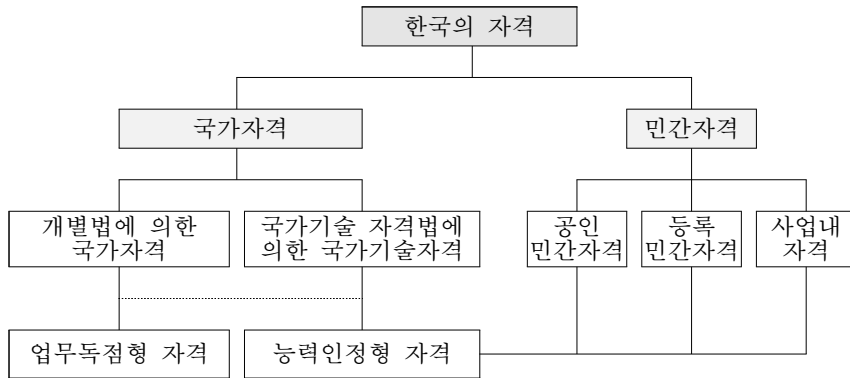 한국의 자격
국가자격
민간자격
개별법에 의한
국가자격
국가기술 자격법에
의한 국가기술자격
공인
민간자격
등록
민간자격
사업내
자격
업무독점형 자격
능력인정형 자격